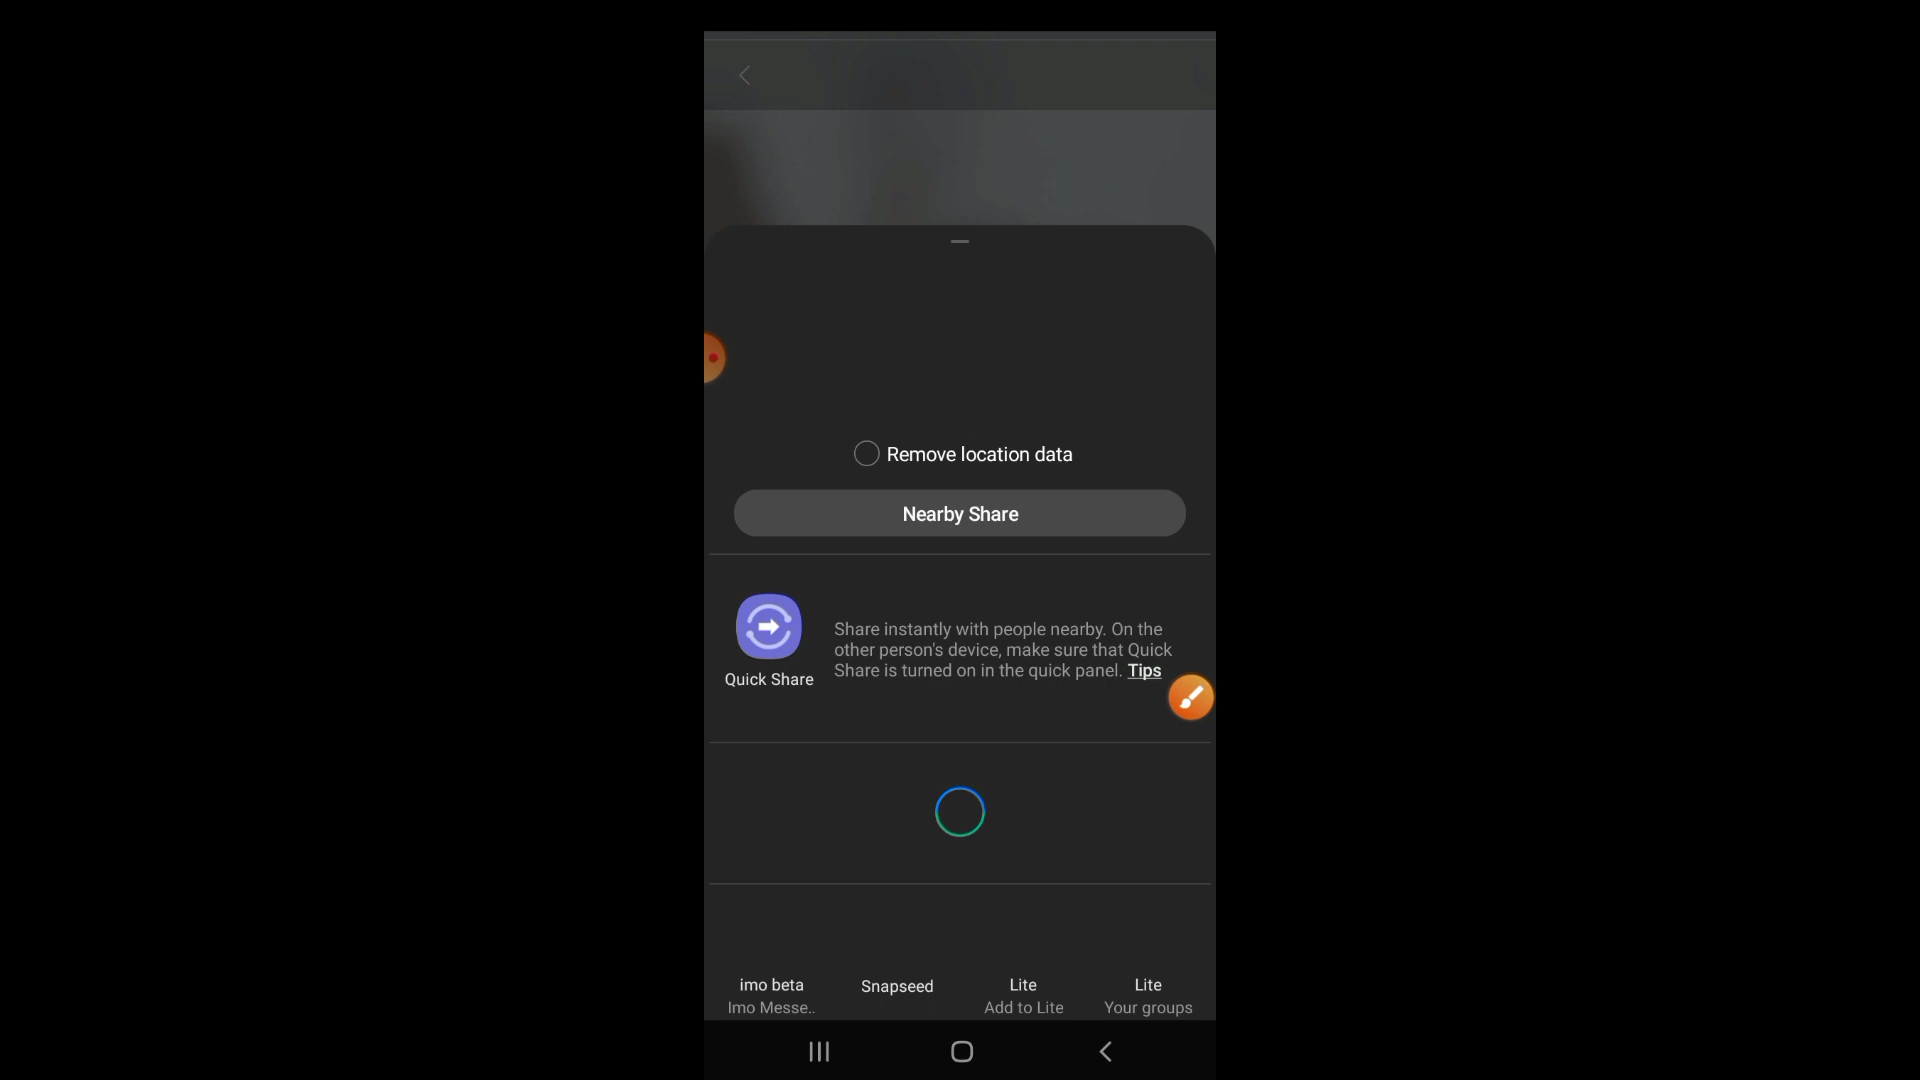 Remove location data
Nearby Share
Share instantly with people nearby. On the
other person's device, make sure that Quick
Share is turned on in the quick panel. Tips
Quick Share
imo beta
Imo Messe..
Snapseed
Lite
Add to Lite
Lite
Your groups